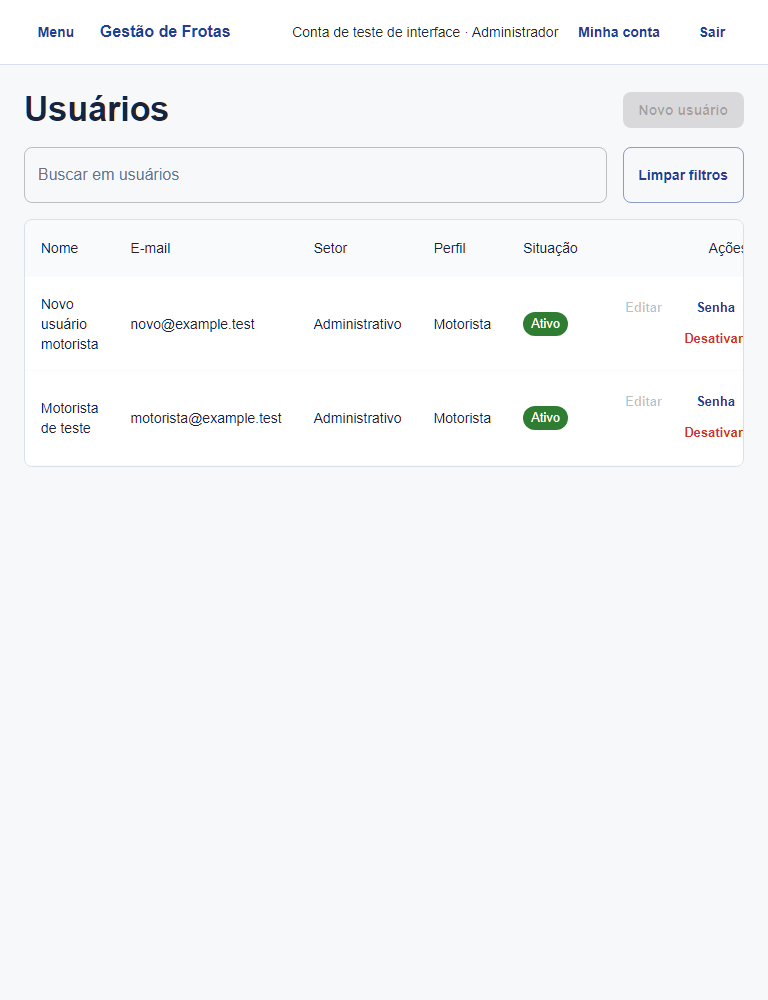 Menu Gestão de Frotas Conta de teste de interface · Administrador Minha conta Sair
Usuários Novo usuário
Buscar em usuários Limpar filtros
Nome E-mail Setor Perfil Situação Ações
Novo usuário motorista novo@example.test Administrativo Motorista Ativo Editar Senha Desativar
Motorista de teste motorista@example.test Administrativo Motorista Ativo Editar Senha Desativar